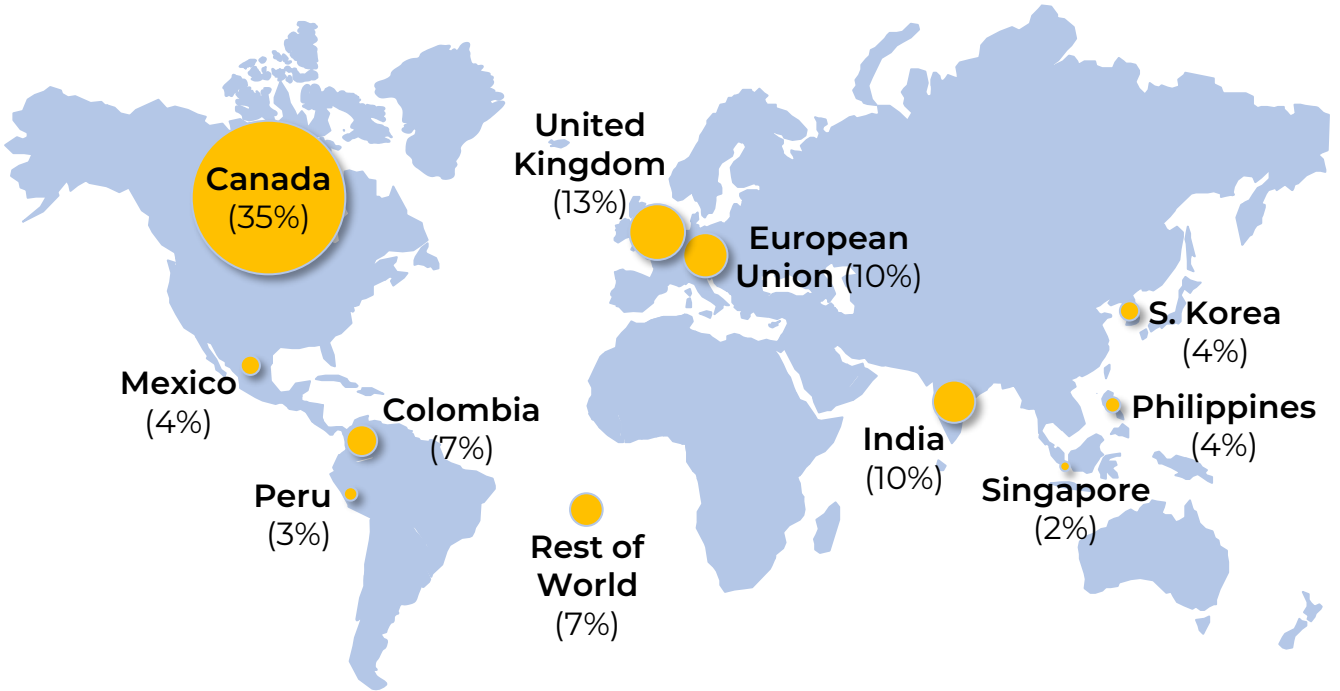 Canada
(35%)
United
Kingdom
(13%)
European
Union (10%)
S. Korea
(4%)
Mexico
(4%)
Colombia
(7%)
Philippines
(4%)
India
(10%)
Peru
(3%)
Singapore
(2%)
Rest of
World
(7%)